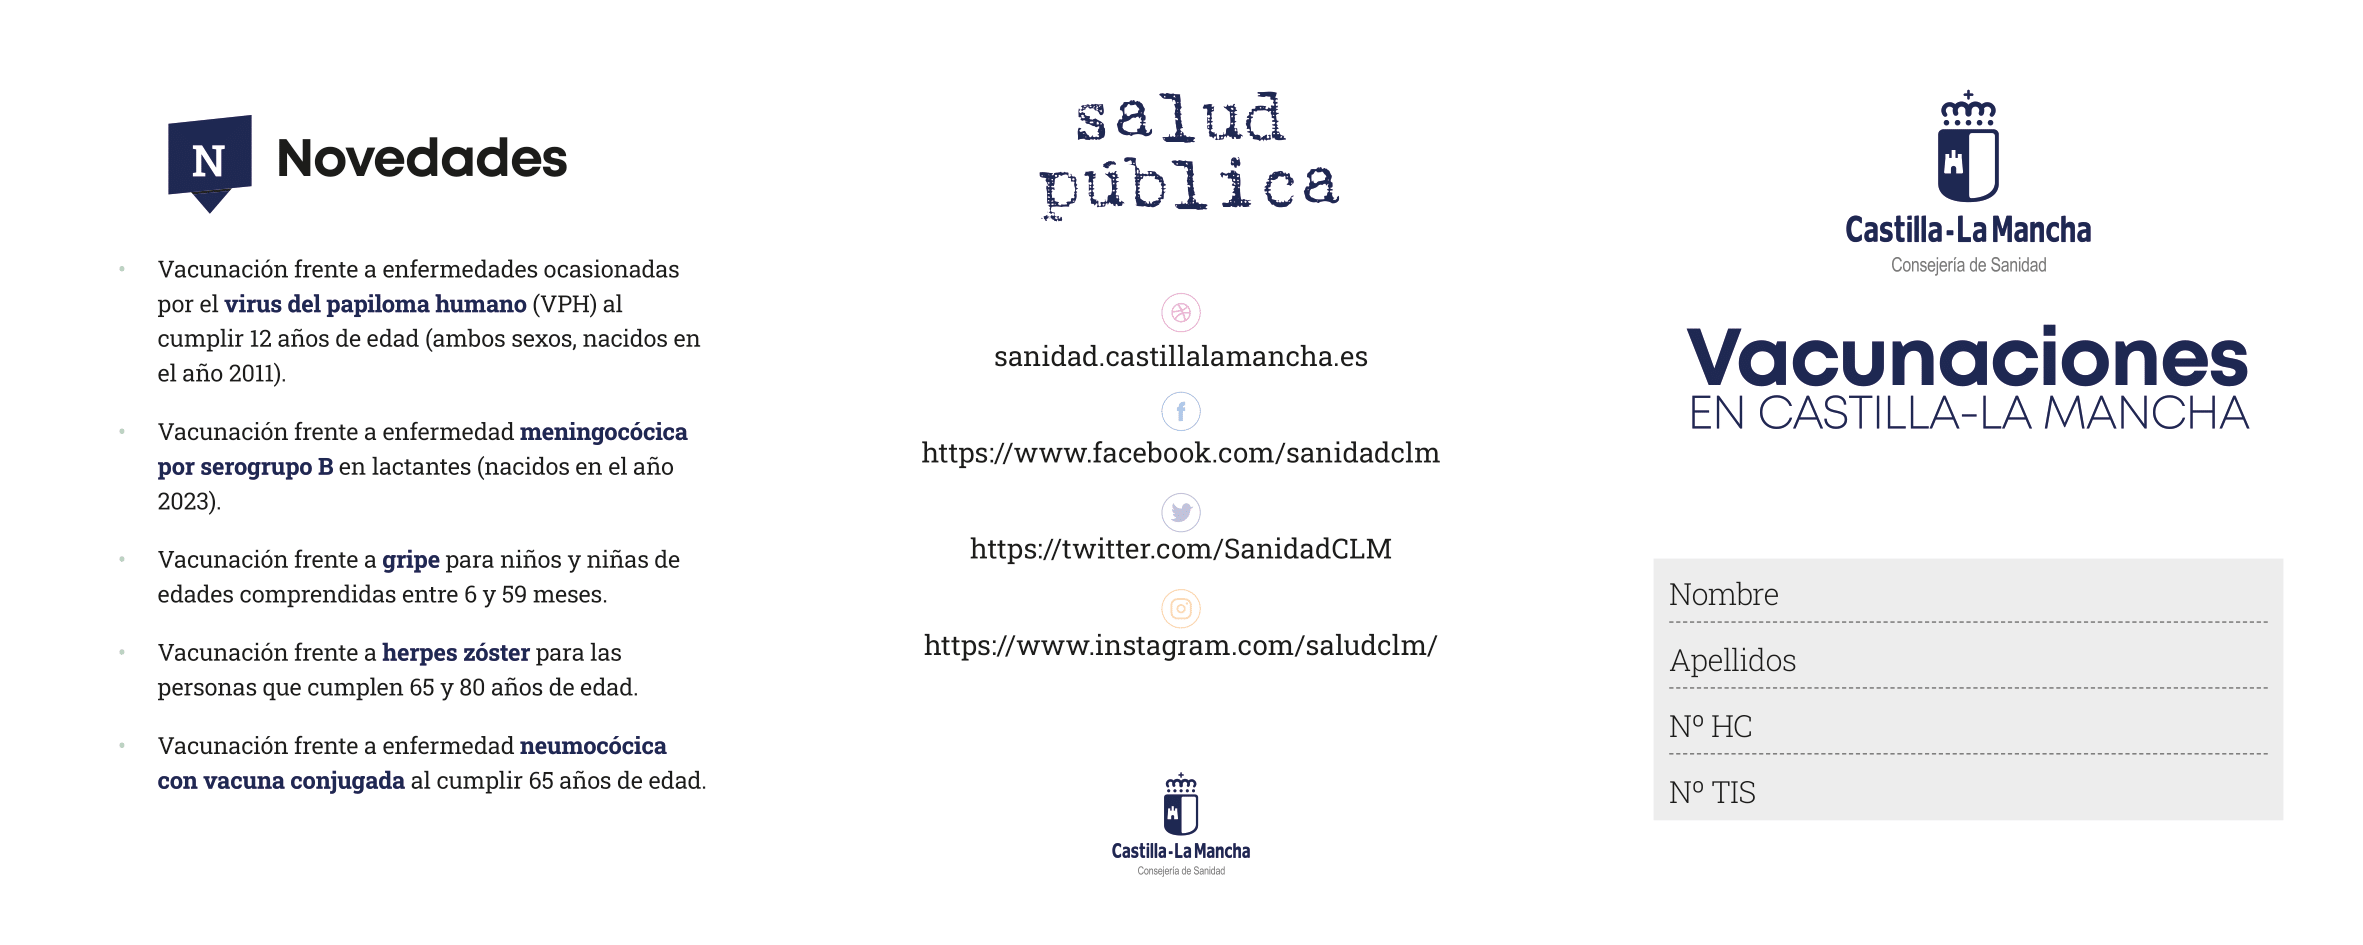 N
Novedades
• Vacunación frente a enfermedades ocasionadas
por el virus del papiloma humano (VPH) al
cumplir 12 años de edad (ambos sexos, nacidos en
el año 2011).
• Vacunación frente a enfermedad meningocócica
por serogrupo B en lactantes (nacidos en el año
2023).
• Vacunación frente a gripe para niños y niñas de
edades comprendidas entre 6 y 59 meses.
• Vacunación frente a herpes zóster para las
personas que cumplen 65 y 80 años de edad.
• Vacunación frente a enfermedad neumocócica
con vacuna conjugada al cumplir 65 años de edad.
salud
pública
sanidad.castillalamancha.es
https://www.facebook.com/sanidadclm
https://twitter.com/SanidadCLM
https://www.instagram.com/saludclm/
Castilla-La Mancha
Consejería de Sanidad
Castilla-La Mancha
Consejería de Sanidad
Vacunaciones
EN CASTILLA-LA MANCHA
Nombre
Apellidos
Nº HC
Nº TIS